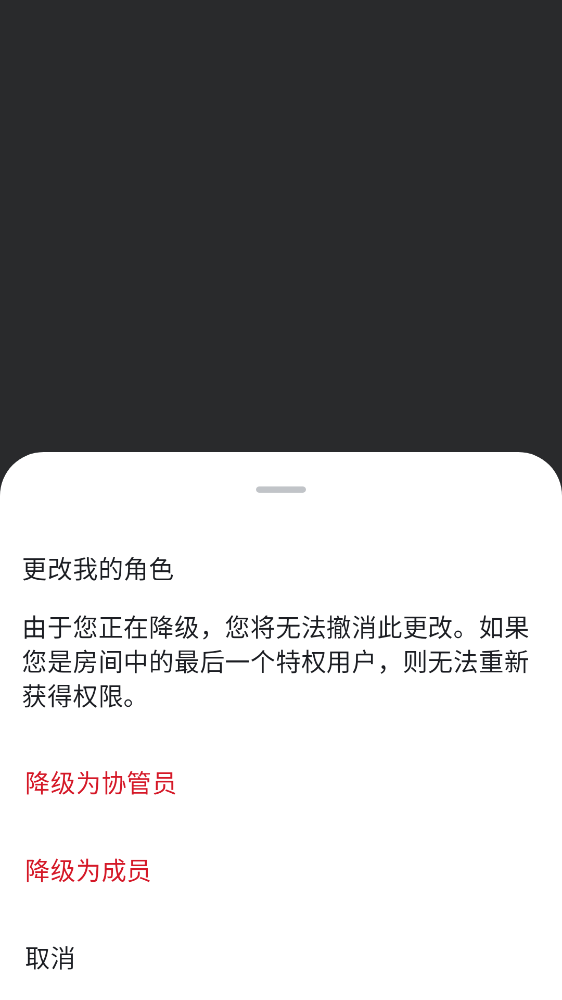 更改我的角色
由于您正在降级，您将无法撤消此更改。如果
您是房间中的最后一个特权用户，则无法重新
获得权限。
降级为协管员
降级为成员
取消